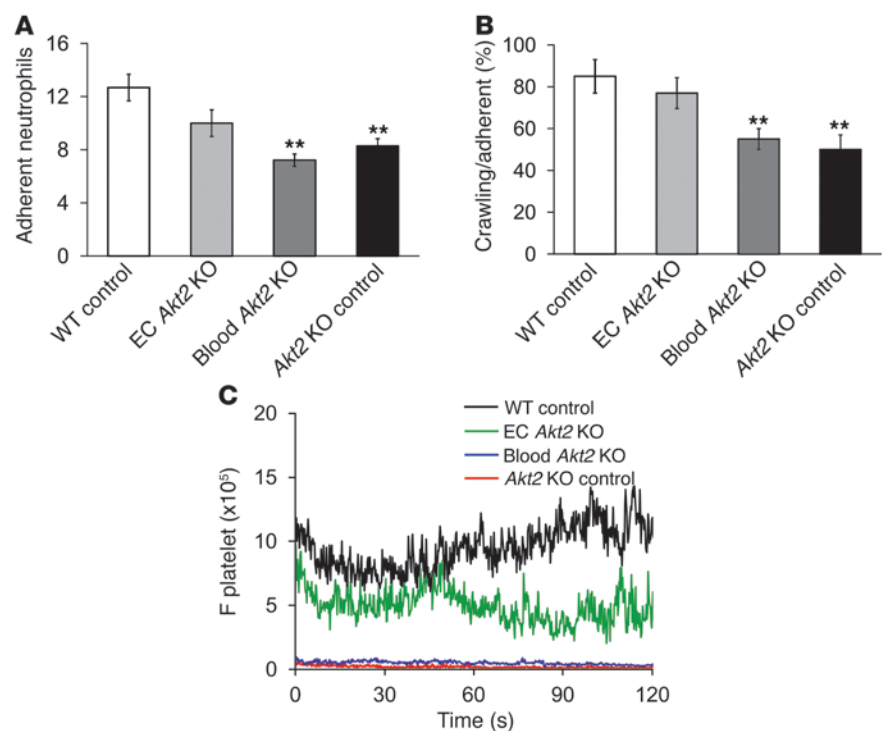 A
Adherent neutrophils
16
12
8
4
0
**
**
WT control
EC Akt2 KO
Blood Akt2 KO
Akt2 KO control
B
Crawling/adherent (%)
100
80
60
40
20
0
**
**
WT control
EC Akt2 KO
Blood Akt2 KO
Akt2 KO control
C
F platelet (x10⁵)
20
15
10
5
0
WT control
EC Akt2 KO
Blood Akt2 KO
Akt2 KO control
0 30 60 90 120
Time (s)